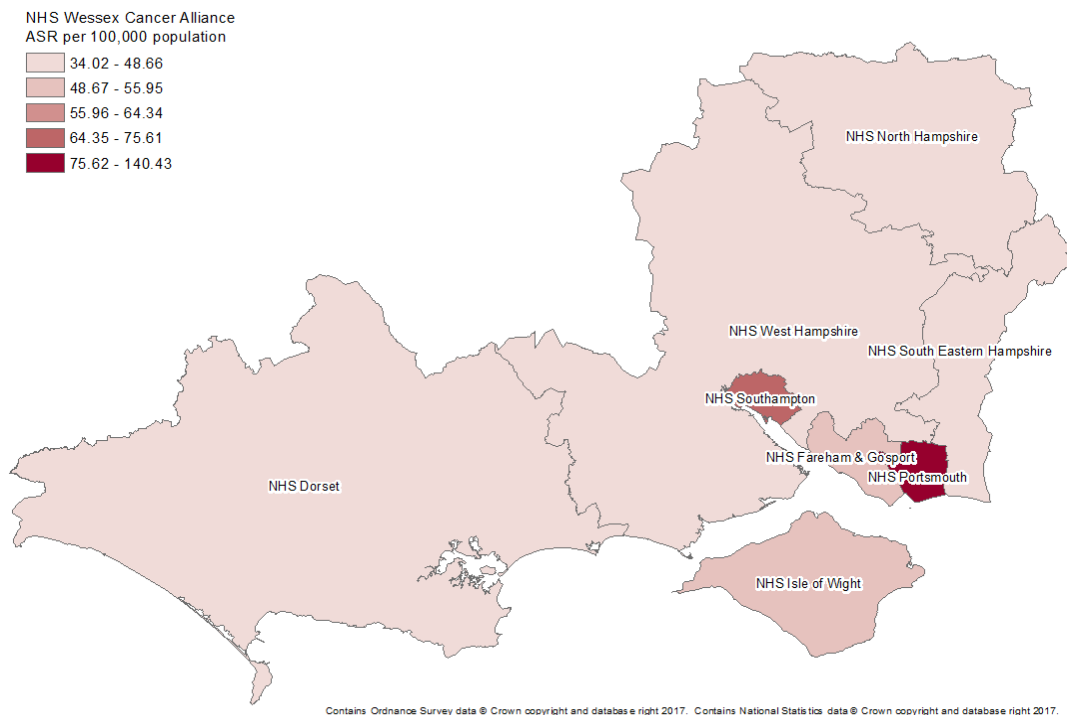 NHS Wessex Cancer Alliance
ASR per 100,000 population
34.02 - 48.66
48.67 - 55.95
55.96 - 64.34
64.35 - 75.61
75.62 - 140.43
NHS North Hampshire
NHS West Hampshire
NHS South Eastern Hampshire
NHS Southampton
NHS Fareham & Gosport
NHS Portsmouth
NHS Dorset
NHS Isle of Wight
Contains Ordnance Survey data © Crown copyright and database right 2017. Contains National Statistics data © Crown copyright and database right 2017.